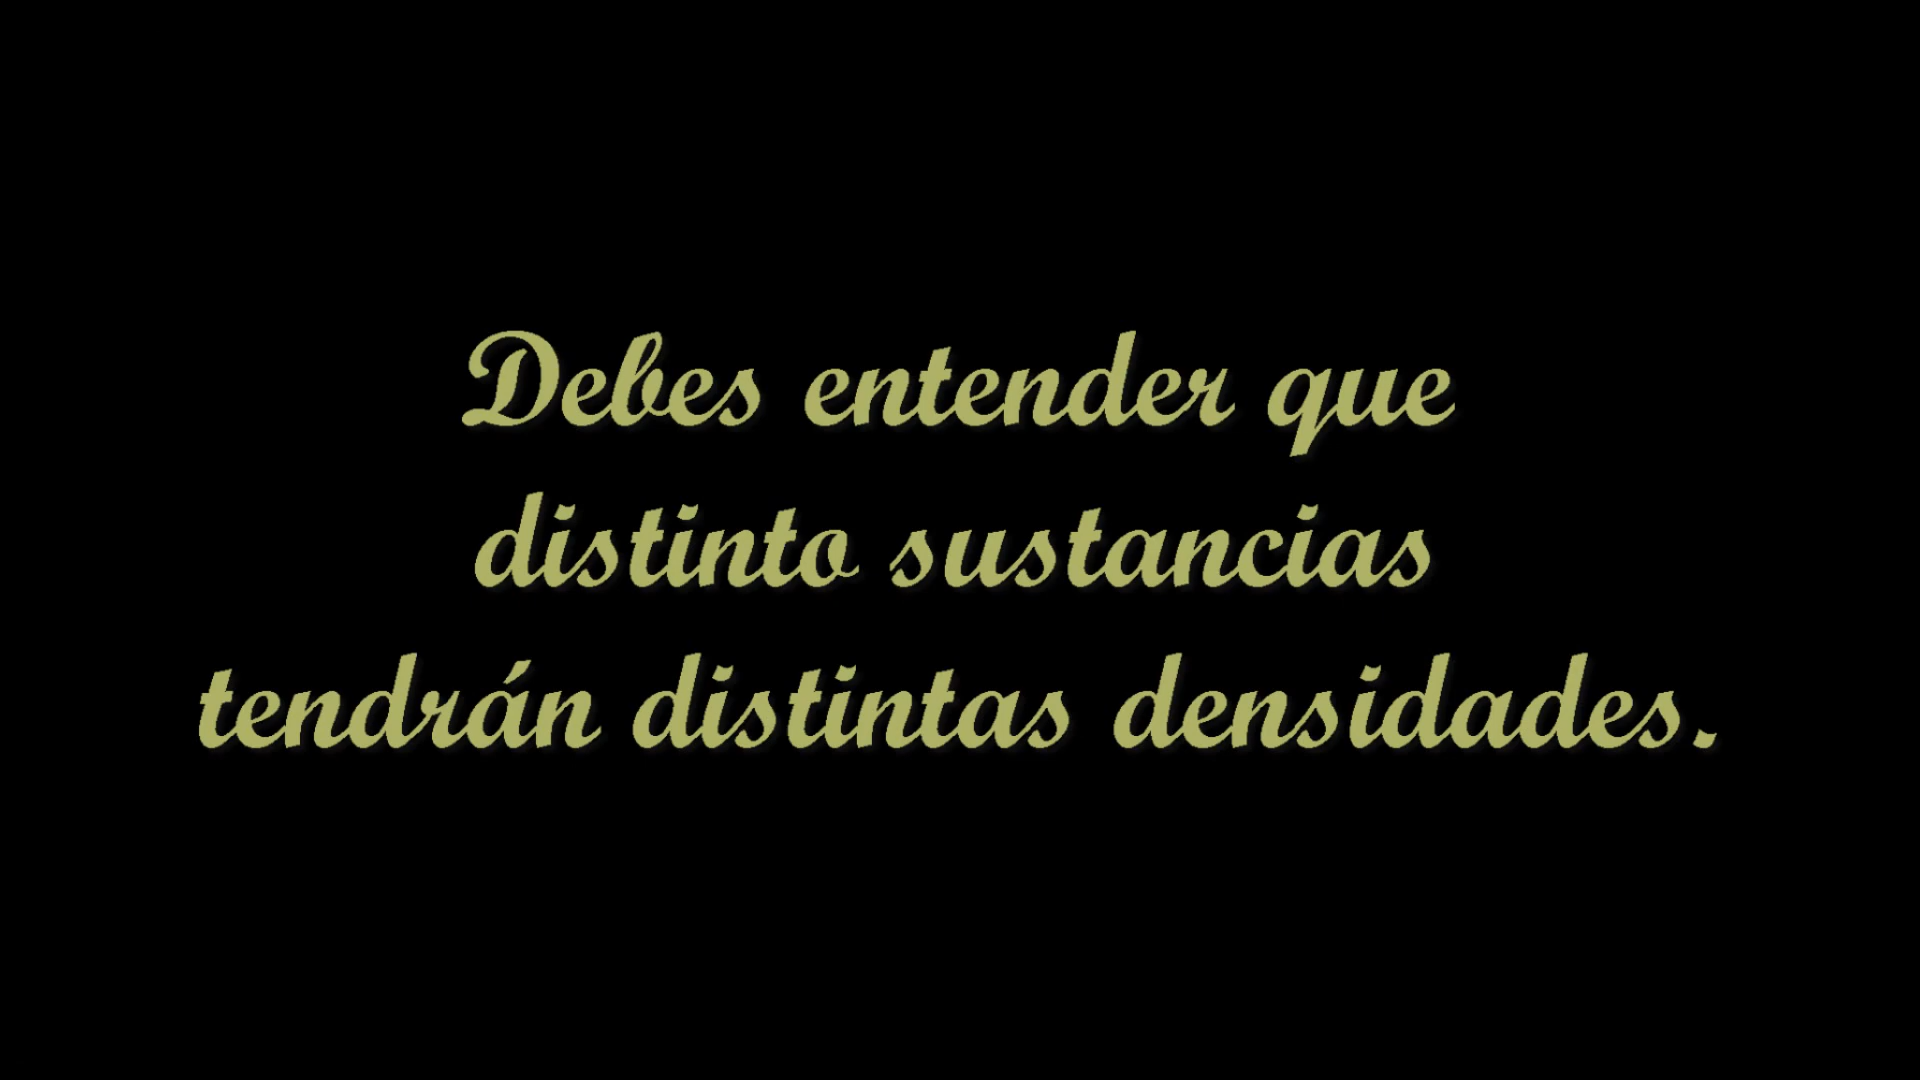 Debes entender que
distinto sustancias
tendrán distintas densidades.